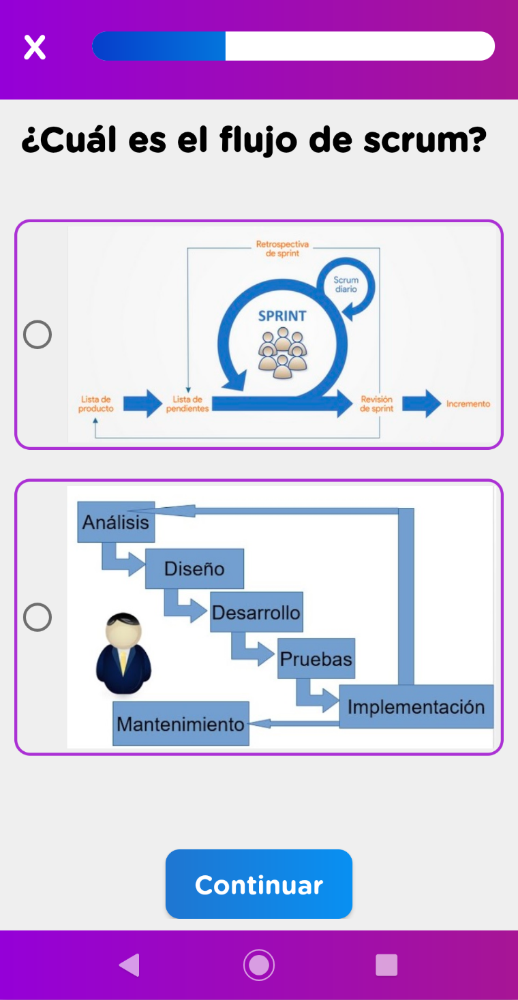 X
¿Cuál es el flujo de scrum?
Retrospectiva
de sprint
Scrum
diario
SPRINT
Lista de
producto
Lista de
pendientes
Revisión
de sprint
Incremento
Análisis
Diseño
Desarrollo
Pruebas
Implementación
Mantenimiento
Continuar